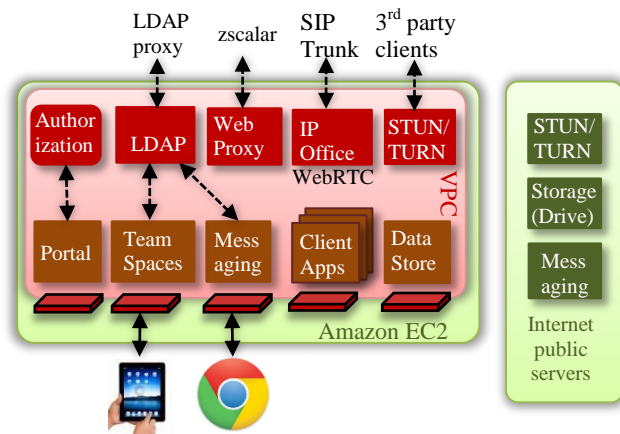 LDAP
proxy
zscalar
SIP
Trunk
3rd party
clients
Author
ization
LDAP
Web
Proxy
IP
Office
WebRTC
STUN/
TURN
VPC
Portal
Team
Spaces
Mess
aging
Client
Apps
Data
Store
Amazon EC2
STUN/
TURN
Storage
(Drive)
Mess
aging
Internet
public
servers